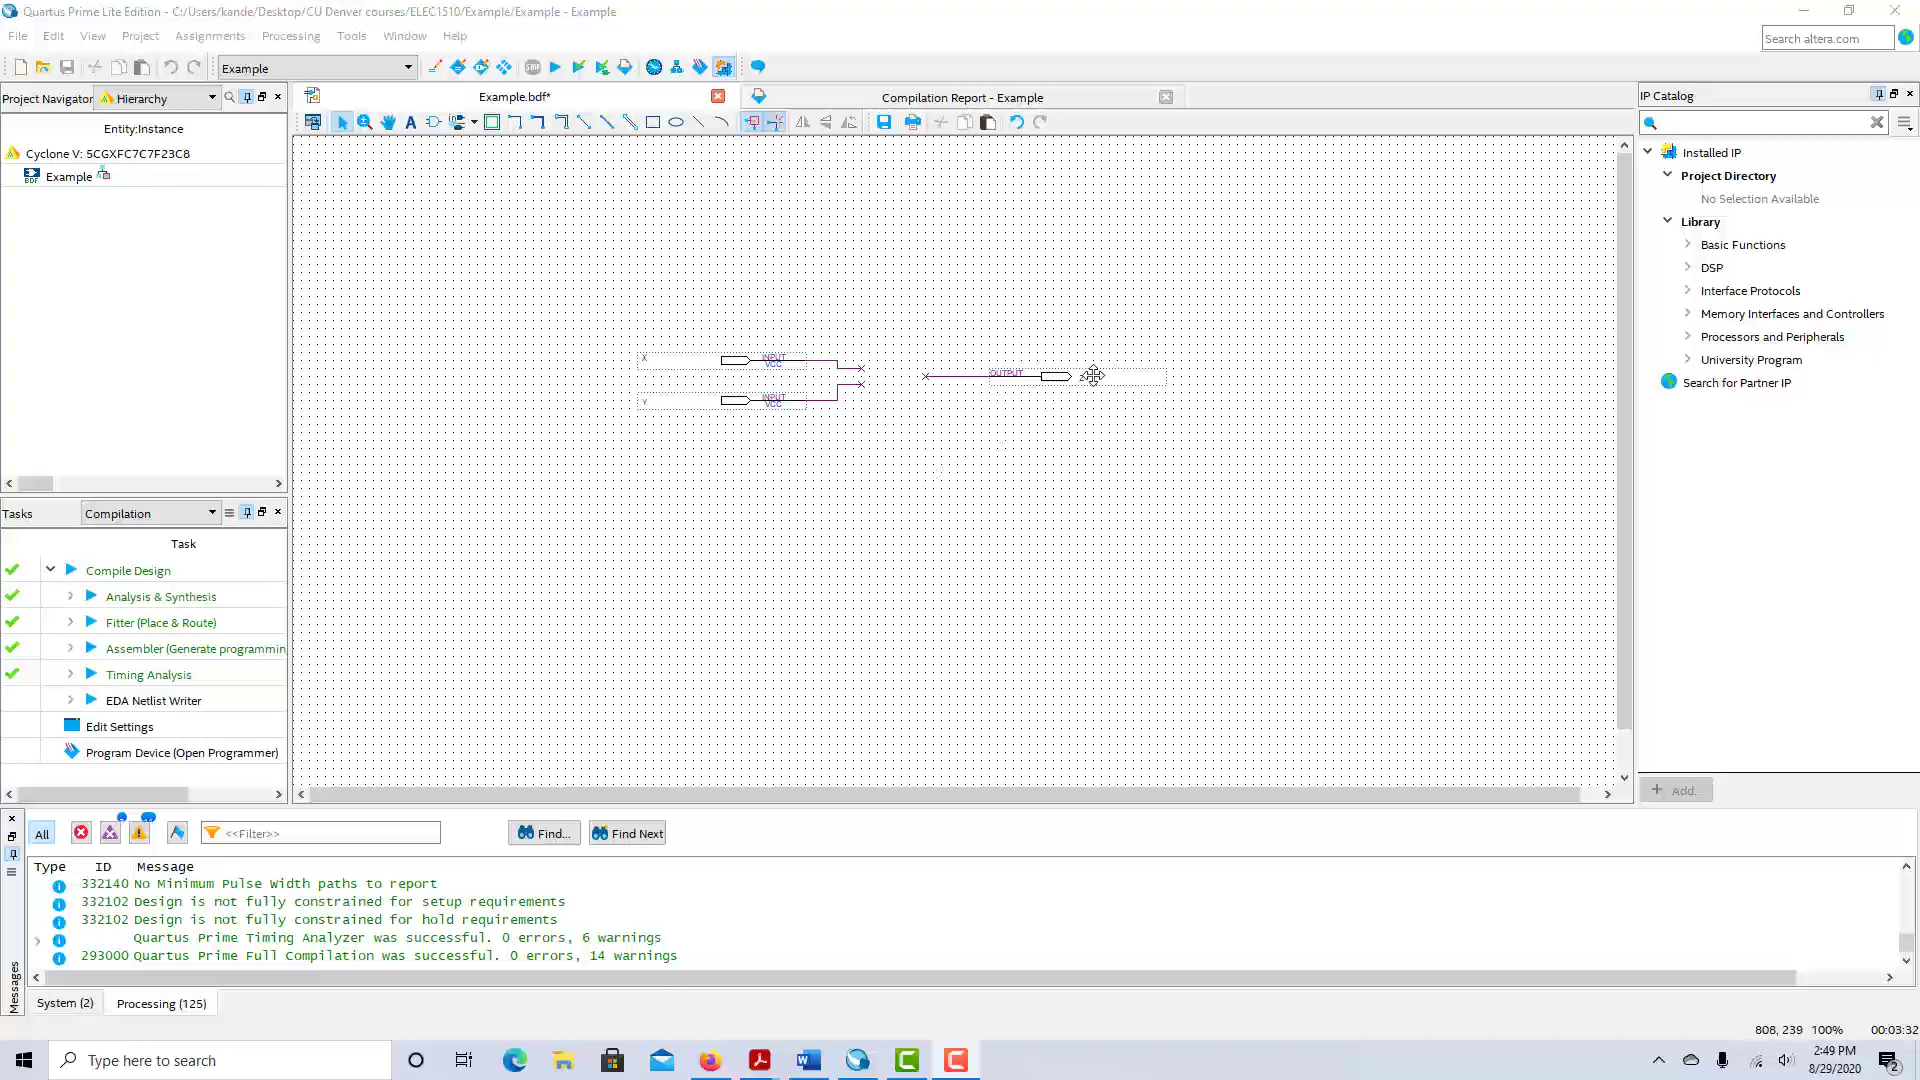 Quartus Prime Lite Edition - C:/Users/kande/Desktop/CU Denver courses/ELEC1510/Example/Example - Example
File Edit View Project Assignments Processing Tools Window Help
Search altera.com
Example
Project Navigator Hierarchy
Example.bdf*
Compilation Report - Example
IP Catalog
Entity:Instance
Cyclone V: 5CGXFC7C7F23C8
Example
Installed IP
Project Directory
No Selection Available
Library
Basic Functions
DSP
Interface Protocols
Memory Interfaces and Controllers
Processors and Peripherals
University Program
Search for Partner IP
Add...
X INPUT
VCC
Y INPUT
VCC
OUTPUT
Tasks Compilation
Task
Compile Design
Analysis & Synthesis
Fitter (Place & Route)
Assembler (Generate programmin
Timing Analysis
EDA Netlist Writer
Edit Settings
Program Device (Open Programmer)
All <<Filter>> Find... Find Next
Type ID Message
332140 No Minimum Pulse Width paths to report
332102 Design is not fully constrained for setup requirements
332102 Design is not fully constrained for hold requirements
Quartus Prime Timing Analyzer was successful. 0 errors, 6 warnings
293000 Quartus Prime Full Compilation was successful. 0 errors, 14 warnings
Messages
System (2) Processing (125)
808, 239 100% 00:03:32
Type here to search
2:49 PM
8/29/2020
2